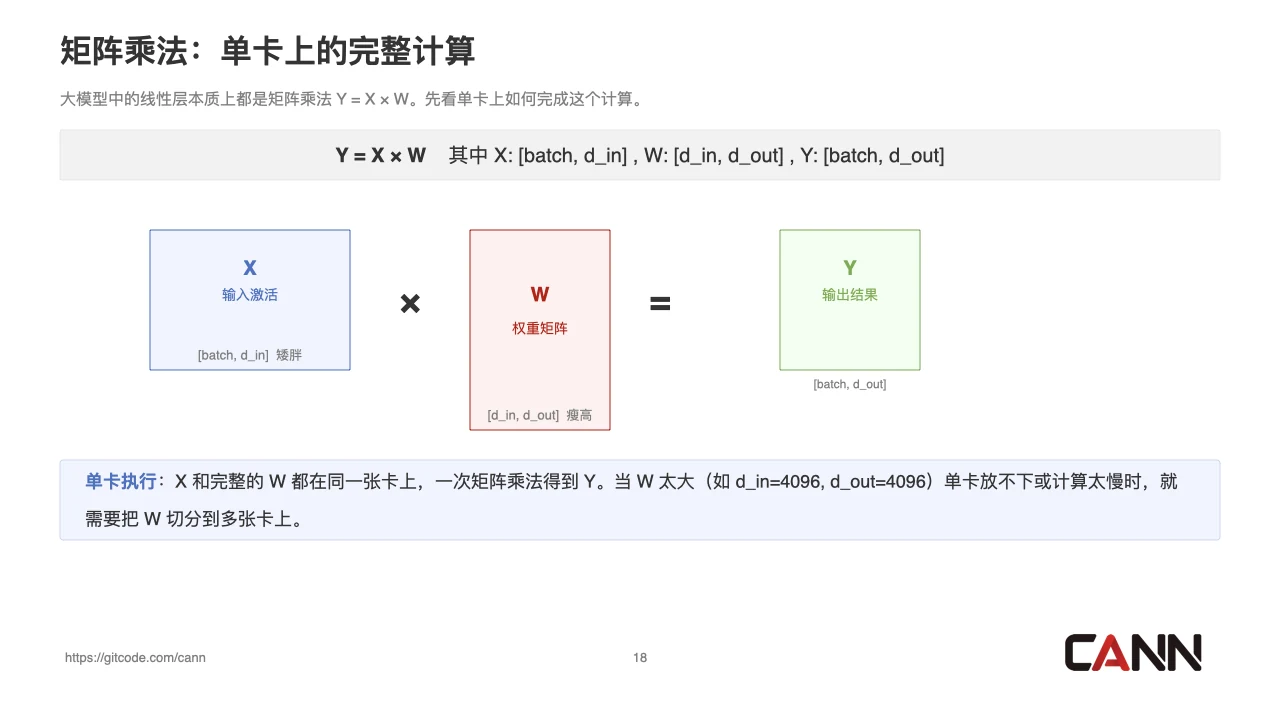 矩阵乘法：单卡上的完整计算
大模型中的线性层本质上都是矩阵乘法 Y = X × W。先看单卡上如何完成这个计算。
Y = X × W 其中 X: [batch, d_in] , W: [d_in, d_out] , Y: [batch, d_out]
X
输入激活
[batch, d_in] 矮胖
×
W
权重矩阵
[d_in, d_out] 瘦高
=
Y
输出结果
[batch, d_out]
单卡执行：X 和完整的 W 都在同一张卡上，一次矩阵乘法得到 Y。当 W 太大（如 d_in=4096, d_out=4096）单卡放不下或计算太慢时，就
需要把 W 切分到多张卡上。
https://gitcode.com/cann
18
CANN